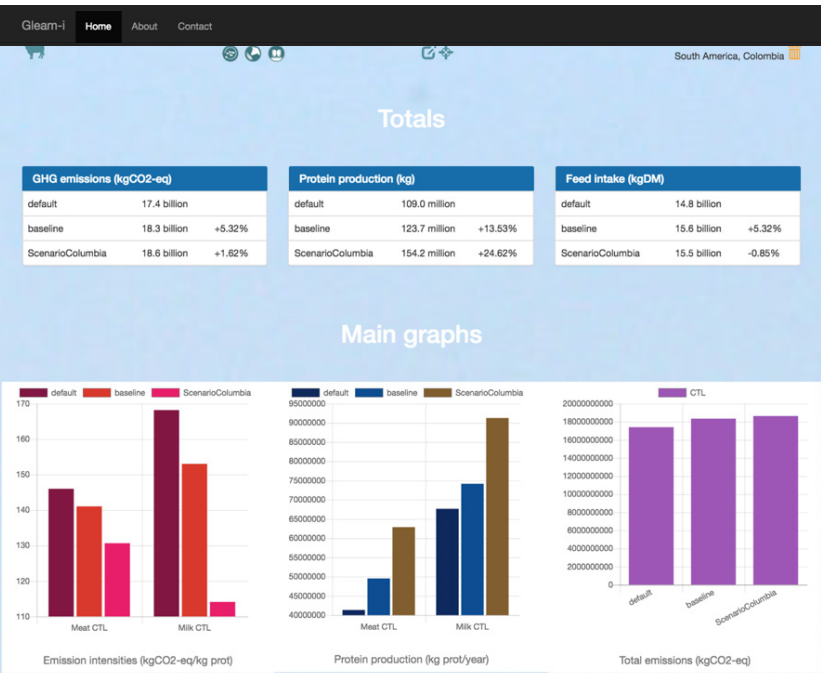 Gleam-i Home About Contact
South America, Colombia
Totals
GHG emissions (kgCO2-eq)
default 17.4 billion
baseline 18.3 billion +5.32%
ScenarioColumbia 18.6 billion +1.62%
Protein production (kg)
default 109.0 million
baseline 123.7 million +13.53%
ScenarioColumbia 154.2 million +24.62%
Feed intake (kgDM)
default 14.8 billion
baseline 15.6 billion +5.32%
ScenarioColumbia 15.5 billion -0.85%
Main graphs
default baseline ScenarioColumbia
170
160
150
140
130
120
110
Meat CTL Milk CTL
Emission intensities (kgCO2-eq/kg prot)
default baseline ScenarioColumbia
95000000
90000000
85000000
80000000
75000000
70000000
65000000
60000000
55000000
50000000
45000000
40000000
Meat CTL Milk CTL
Protein production (kg prot/year)
CTL
20000000000
18000000000
16000000000
14000000000
12000000000
10000000000
8000000000
6000000000
4000000000
2000000000
0
default baseline ScenarioColumbia
Total emissions (kgCO2-eq)